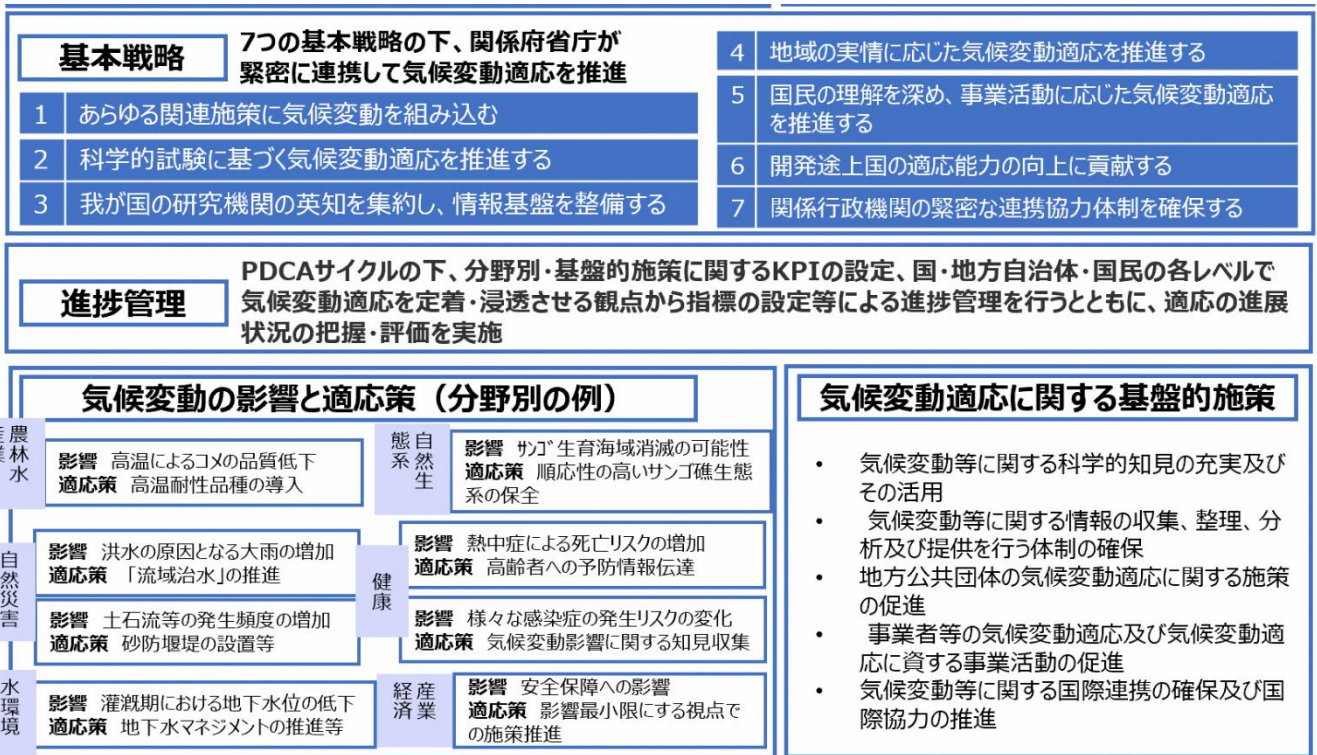 基本戦略
7つの基本戦略の下、関係府省庁が
緊密に連携して気候変動適応を推進
1 あらゆる関連施策に気候変動を組み込む
2 科学的試験に基づく気候変動適応を推進する
3 我が国の研究機関の英知を集約し、情報基盤を整備する
4 地域の実情に応じた気候変動適応を推進する
5 国民の理解を深め、事業活動に応じた気候変動適応
を推進する
6 開発途上国の適応能力の向上に貢献する
7 関係行政機関の緊密な連携協力体制を確保する
進捗管理
PDCAサイクルの下、分野別・基盤的施策に関するKPIの設定、国・地方自治体・国民の各レベルで
気候変動適応を定着・浸透させる観点から指標の設定等による進捗管理を行うとともに、適応の進展
状況の把握・評価を実施
気候変動の影響と適応策（分野別の例）
農林水
産業
影響 高温によるコメの品質低下
適応策 高温耐性品種の導入
自然災害
影響 洪水の原因となる大雨の増加
適応策 「流域治水」の推進
影響 土石流等の発生頻度の増加
適応策 砂防堰堤の設置等
水環境
影響 灌漑期における地下水位の低下
適応策 地下水マネジメントの推進等
自然生
態系
影響 サンゴ生育海域消滅の可能性
適応策 順応性の高いサンゴ礁生態
系の保全
健康
影響 熱中症による死亡リスクの増加
適応策 高齢者への予防情報伝達
影響 様々な感染症の発生リスクの変化
適応策 気候変動影響に関する知見収集
産業
経済
影響 安全保障への影響
適応策 影響最小限にする視点で
の施策推進
気候変動適応に関する基盤的施策
• 気候変動等に関する科学的知見の充実及び
その活用
• 気候変動等に関する情報の収集、整理、分
析及び提供を行う体制の確保
• 地方公共団体の気候変動適応に関する施策
の促進
• 事業者等の気候変動適応及び気候変動適
応に資する事業活動の促進
• 気候変動等に関する国際連携の確保及び国
際協力の推進